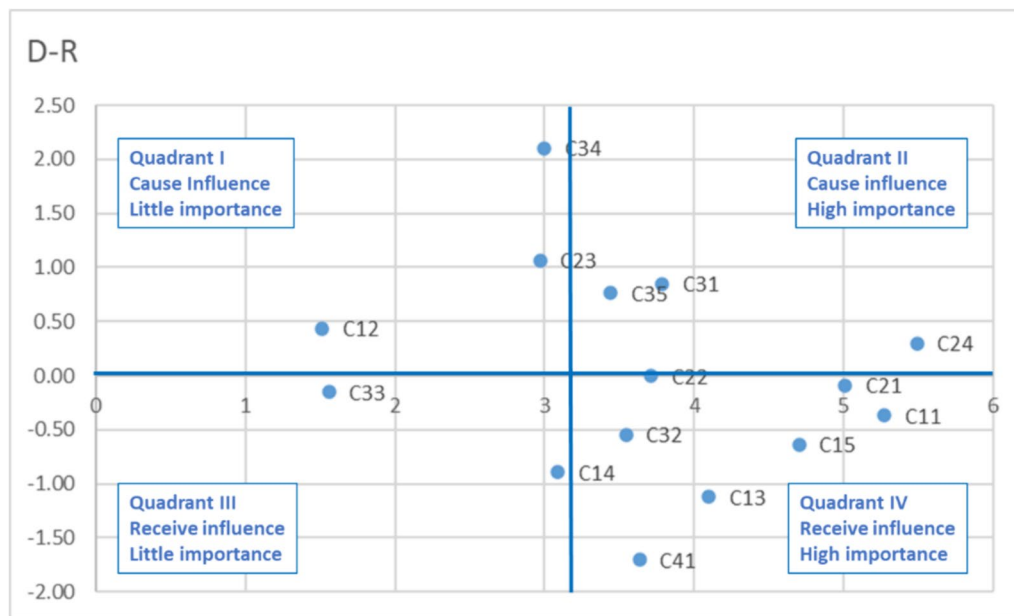 D-R
2.50
2.00
1.50
1.00
0.50
0.00
-0.50
-1.00
-1.50
-2.00
0 1 2 3 4 5 6
Quadrant I
Cause Influence
Little importance
Quadrant II
Cause influence
High importance
C34
C23
C35
C31
C12
C24
C33
C22
C21
C11
C32
C15
C14
C13
C41
Quadrant III
Receive influence
Little importance
Quadrant IV
Receive influence
High importance